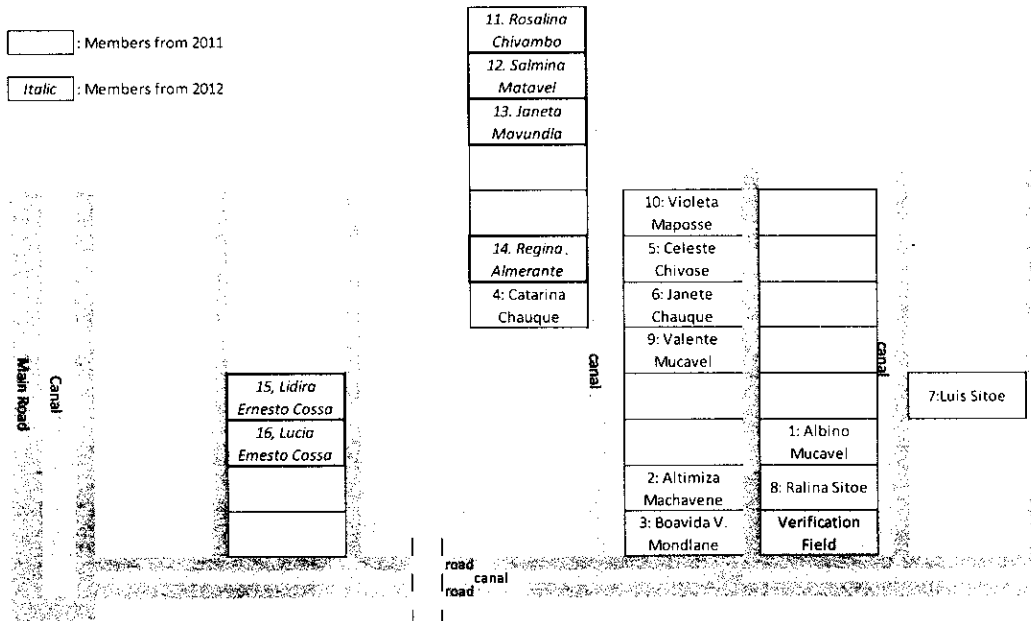 : Members from 2011
Italic : Members from 2012
11. Rosalina
Chivambo
12. Salmina
Matavel
13. Janeta
Mavundla
14. Regina
Almerante
4: Catarina
Chauque
10: Violeta
Maposse
5: Celeste
Chivose
6: Janete
Chauque
9: Valente
Mucavel
2: Altimiza
Machavene
3: Boavida V.
Mondlane
1: Albino
Mucavel
8: Ralina Sitoe
Verification
Field
7:Luis Sitoe
15, Lidira
Ernesto Cossa
16, Lucia
Ernesto Cossa
Main Road
Canal
canal
canal
road
canal
road